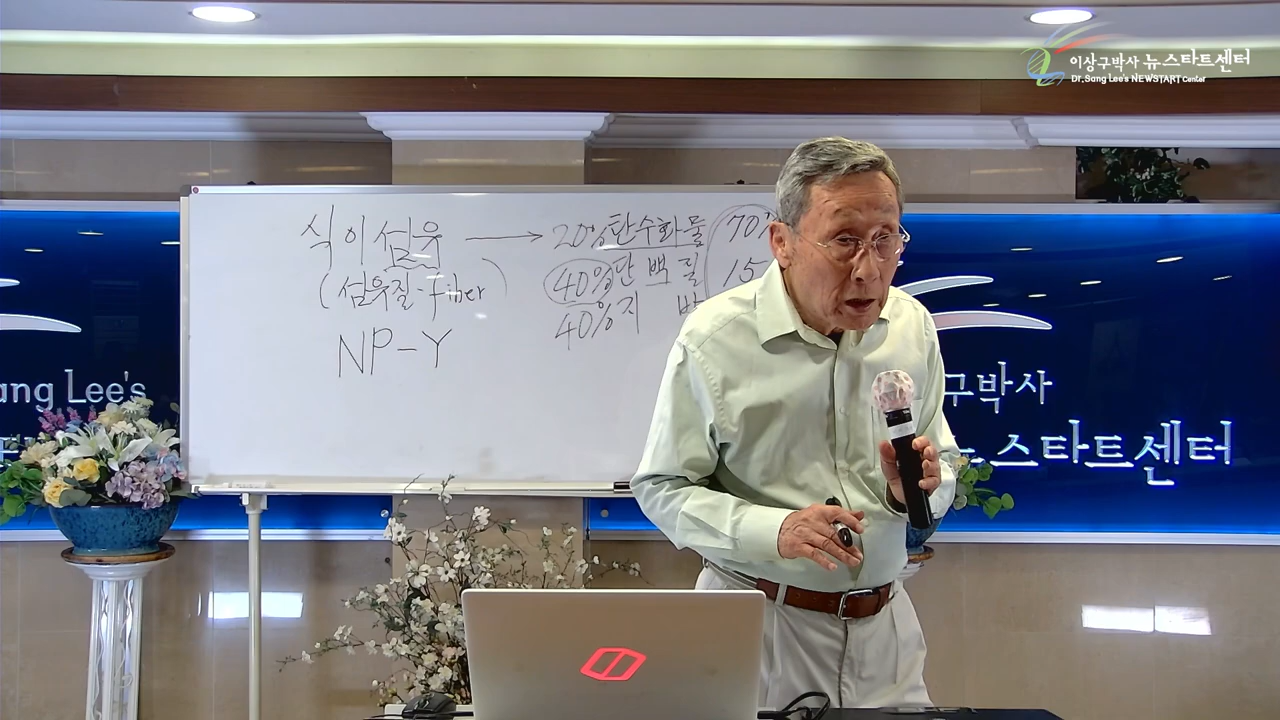 이상구박사 뉴스타트센터
Dr. Sang Lee's NEWSTART Center
식이섬유 → 20% 탄수화물 70%
(섬유질-Fiber) 40% 단백질 15
NP-Y 40% 지
ang Lee's
구박사
뉴스타트센터